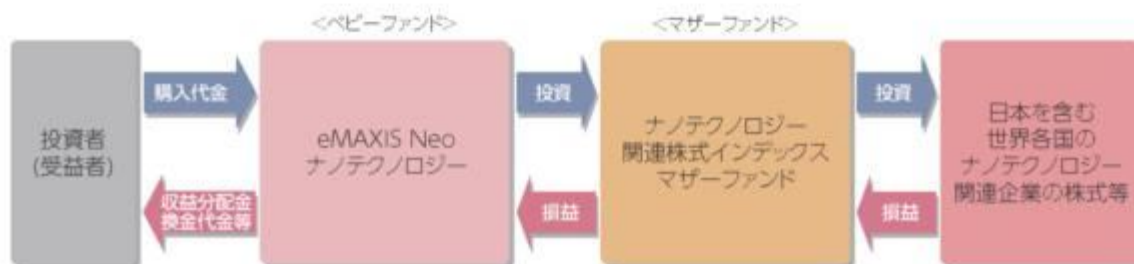 <ベビーファンド>
<マザーファンド>
投資者
(受益者)
購入代金
収益分配金
換金代金等
eMAXIS Neo
ナノテクノロジー
投資
損益
ナノテクノロジー
関連株式インデックス
マザーファンド
投資
損益
日本を含む
世界各国の
ナノテクノロジー
関連企業の株式等